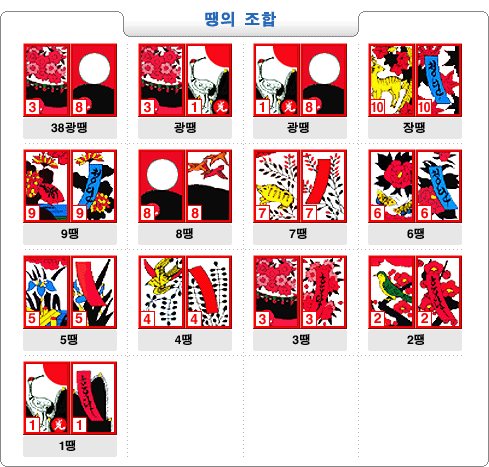 땡의 조합
3 8 3 1 1 8 10 10
38광땡 광땡 광땡 장땡
9 9 8 8 7 7 6 6
9땡 8땡 7땡 6땡
5 5 4 4 3 3 2 2
5땡 4땡 3땡 2땡
1 1
1땡